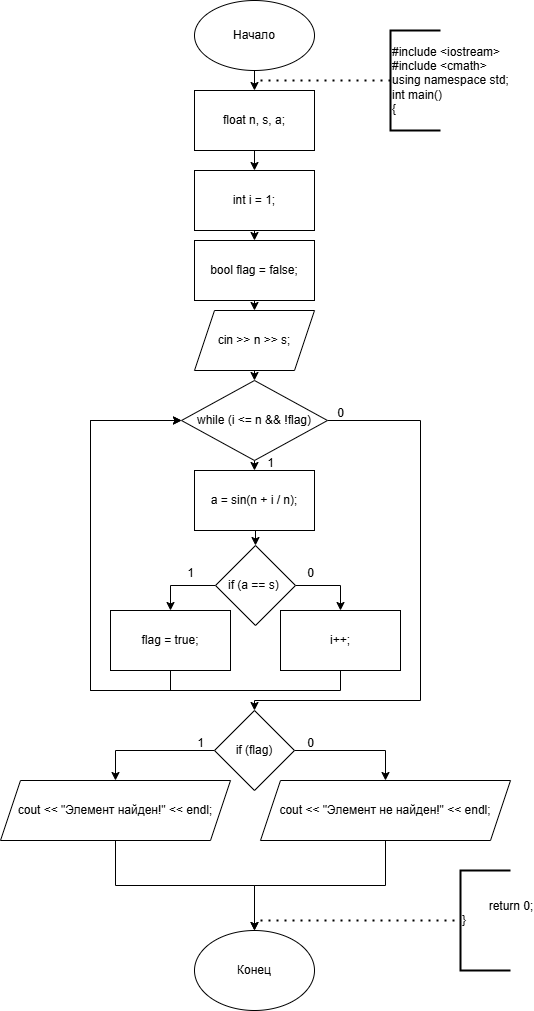 Начало
#include <iostream>
#include <cmath>
using namespace std;
int main()
{
float n, s, a;
int i = 1;
bool flag = false;
cin >> n >> s;
while (i <= n && !flag)
0
1
a = sin(n + i / n);
if (a == s)
1
0
flag = true;
i++;
if (flag)
1
0
cout << "Элемент найден!" << endl;
cout << "Элемент не найден!" << endl;
return 0;
}
Конец